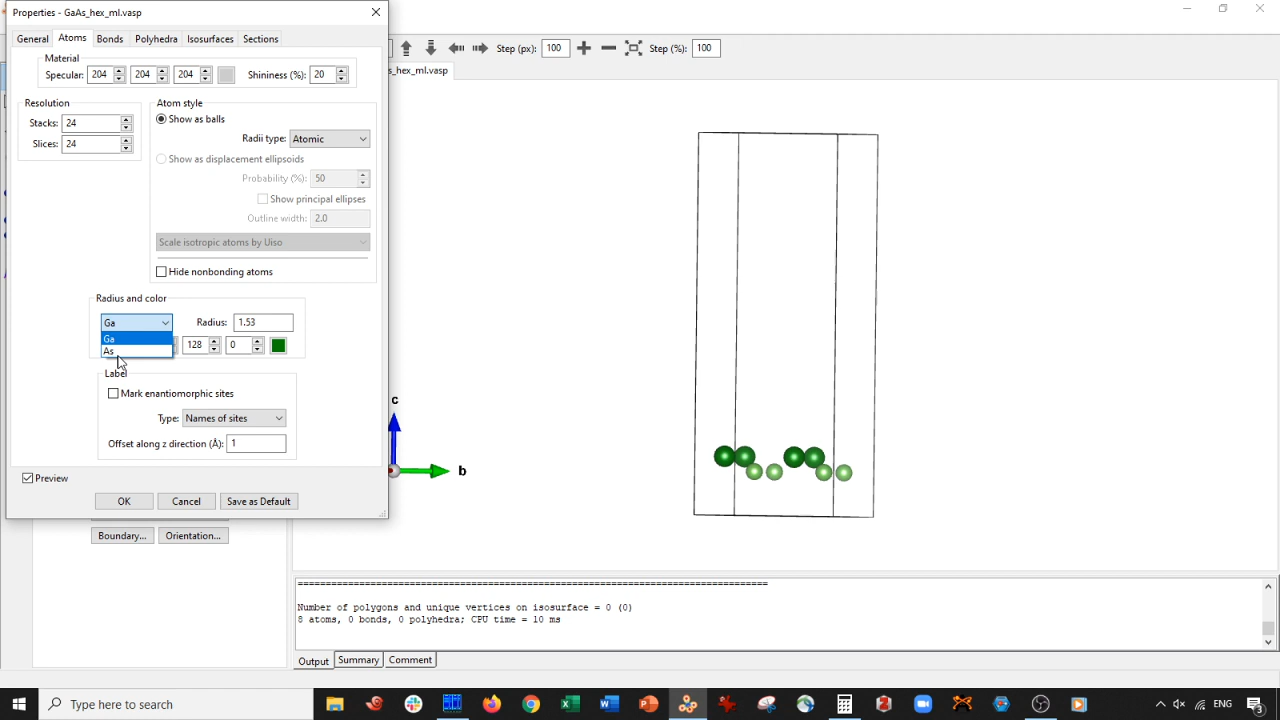 Properties - GaAs_hex_ml.vasp
General Atoms Bonds Polyhedra Isosurfaces Sections
Material
Specular: 204 204 204 Shininess (%): 20
Resolution
Stacks: 24
Slices: 24
Atom style
Show as balls
Radii type: Atomic
Show as displacement ellipsoids
Probability (%): 50
Show principal ellipses
Outline width: 2.0
Scale isotropic atoms by Uiso
Hide nonbonding atoms
Radius and color
Ga Radius: 1.53
Ga
As
128 0
Label
Mark enantiomorphic sites
Type: Names of sites
Offset along z direction (Å): 1
Preview
OK Cancel Save as Default
Boundary... Orientation...
Step (px): 100 Step (%): 100
s_hex_ml.vasp
c
b
Number of polygons and unique vertices on isosurface = 0 (0)
8 atoms, 0 bonds, 0 polyhedra; CPU time = 10 ms
Output Summary Comment
Type here to search
ENG
3